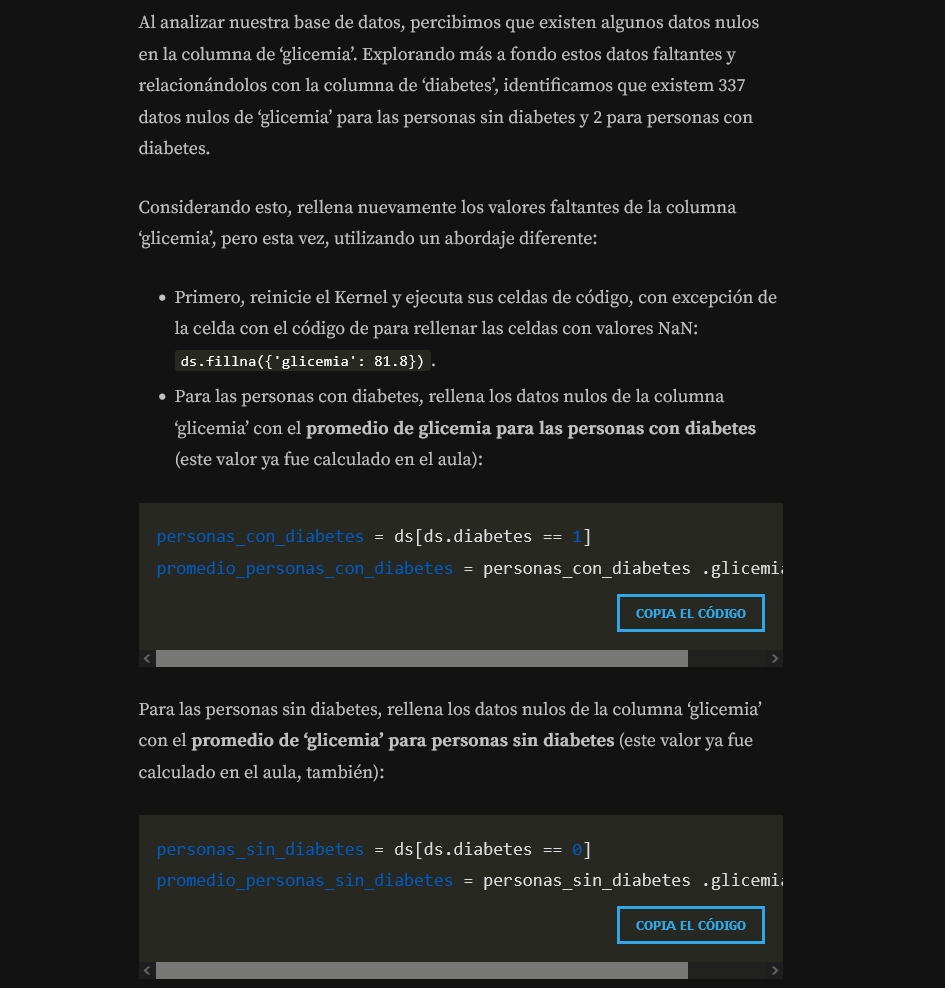 Al analizar nuestra base de datos, percibimos que existen algunos datos nulos
en la columna de ‘glicemia’. Explorando más a fondo estos datos faltantes y
relacionándolos con la columna de ‘diabetes’, identificamos que existem 337
datos nulos de ‘glicemia’ para las personas sin diabetes y 2 para personas con
diabetes.
Considerando esto, rellena nuevamente los valores faltantes de la columna
‘glicemia’, pero esta vez, utilizando un abordaje diferente:
• Primero, reinicie el Kernel y ejecuta sus celdas de código, con excepción de
la celda con el código de para rellenar las celdas con valores NaN:
ds.fillna({'glicemia': 81.8}) .
• Para las personas con diabetes, rellena los datos nulos de la columna
‘glicemia’ con el promedio de glicemia para las personas con diabetes
(este valor ya fue calculado en el aula):
personas_con_diabetes = ds[ds.diabetes == 1]
promedio_personas_con_diabetes = personas_con_diabetes .glicemia
COPIA EL CÓDIGO
Para las personas sin diabetes, rellena los datos nulos de la columna ‘glicemia’
con el promedio de ‘glicemia’ para personas sin diabetes (este valor ya fue
calculado en el aula, también):
personas_sin_diabetes = ds[ds.diabetes == 0]
promedio_personas_sin_diabetes = personas_sin_diabetes .glicemia
COPIA EL CÓDIGO